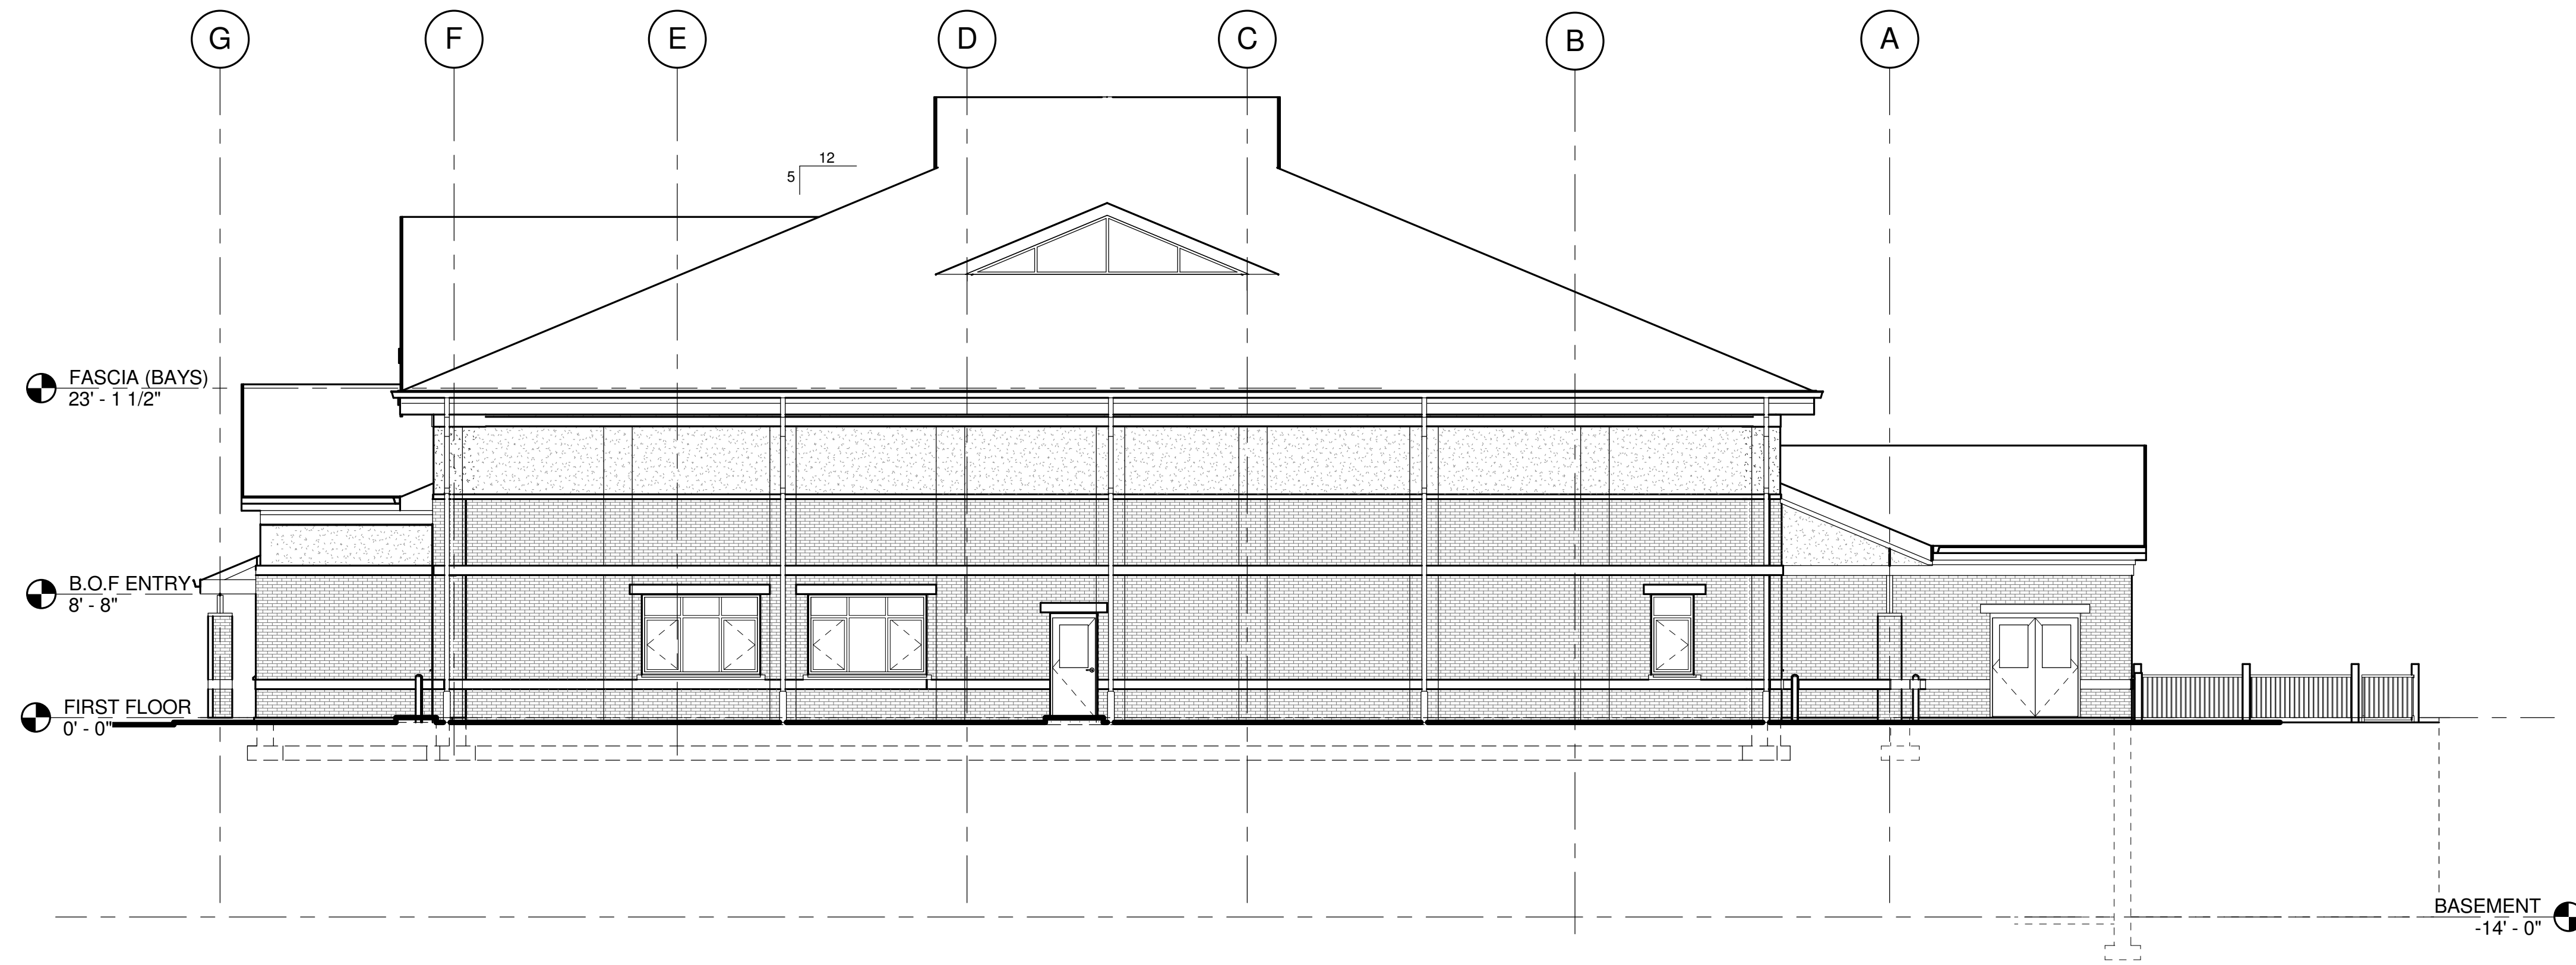 G F E D C B A
12
5
FASCIA (BAYS)
23' - 1 1/2"
B.O.F ENTRY
8' - 8"
FIRST FLOOR
0' - 0"
BASEMENT
-14' - 0"